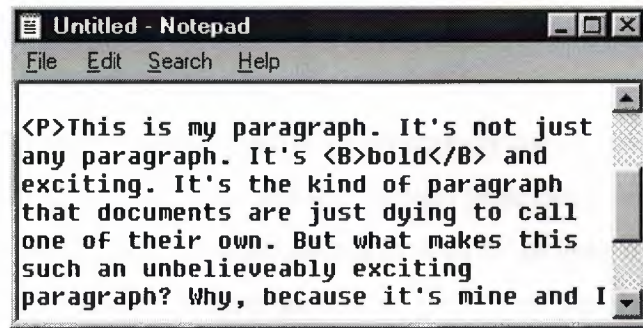 Untitled - Notepad
File Edit Search Help
<P>This is my paragraph. It's not just
any paragraph. It's <B>bold</B> and
exciting. It's the kind of paragraph
that documents are just dying to call
one of their own. But what makes this
such an unbelieveably exciting
paragraph? Why, because it's mine and I